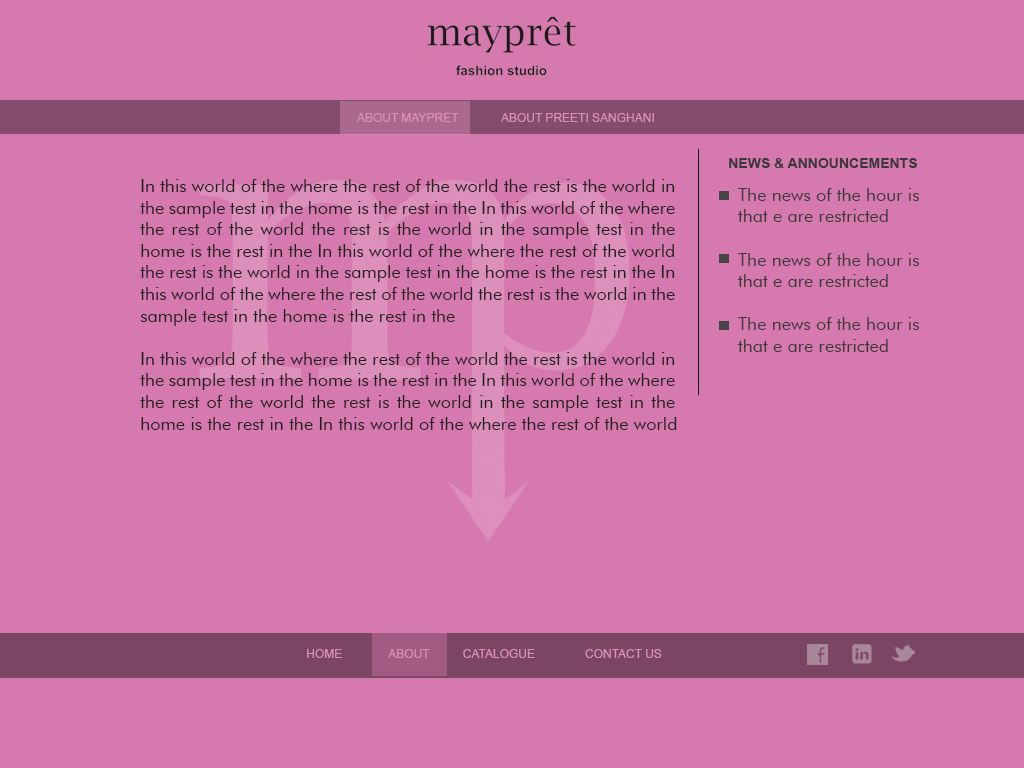 mayprêt
fashion studio
ABOUT MAYPRET ABOUT PREETI SANGHANI
In this world of the where the rest of the world the rest is the world in
the sample test in the home is the rest in the In this world of the where
the rest of the world the rest is the world in the sample test in the
home is the rest in the In this world of the where the rest of the world
the rest is the world in the sample test in the home is the rest in the In
this world of the where the rest of the world the rest is the world in the
sample test in the home is the rest in the
In this world of the where the rest of the world the rest is the world in
the sample test in the home is the rest in the In this world of the where
the rest of the world the rest is the world in the sample test in the
home is the rest in the In this world of the where the rest of the world
mp
NEWS & ANNOUNCEMENTS
The news of the hour is
that e are restricted
The news of the hour is
that e are restricted
The news of the hour is
that e are restricted
HOME ABOUT CATALOGUE CONTACT US
f in